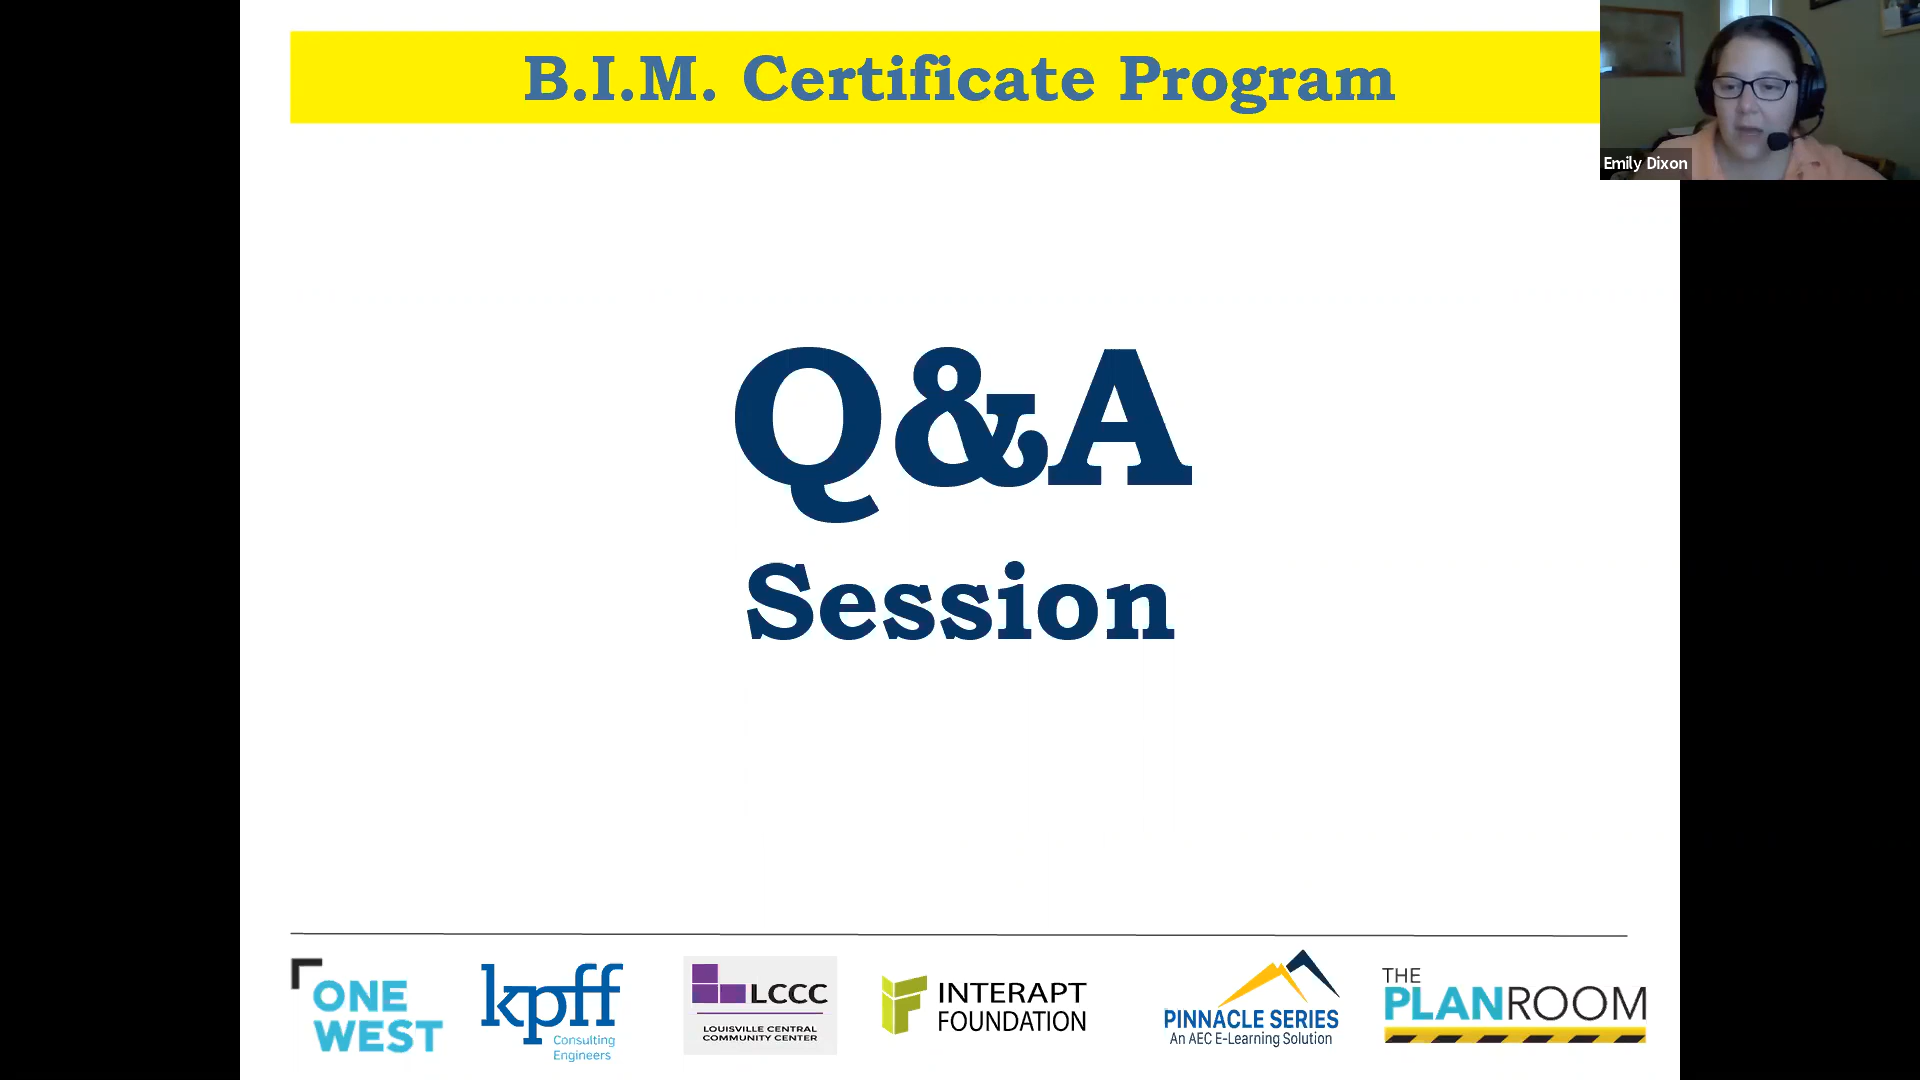 B.I.M. Certificate Program
Emily Dixon
Q&A
Session
ONE
WEST
kpff
Consulting
Engineers
LCCC
LOUISVILLE CENTRAL
COMMUNITY CENTER
INTERAPT
FOUNDATION
PINNACLE SERIES
An AEC E-Learning Solution
THE
PLANROOM